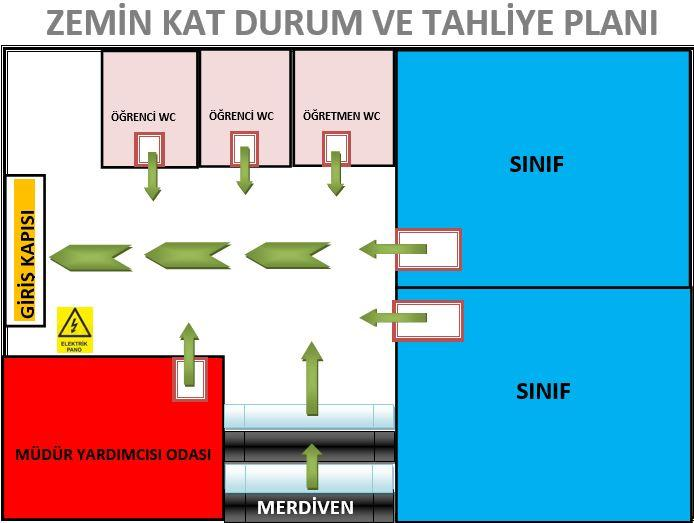 ZEMİN KAT DURUM VE TAHLİYE PLANI
ÖĞRENCİ WC
ÖĞRENCİ WC
ÖĞRETMEN WC
SINIF
GİRİŞ KAPISI
ELEKTRİK
PANO
SINIF
MÜDÜR YARDIMCISI ODASI
MERDİVEN